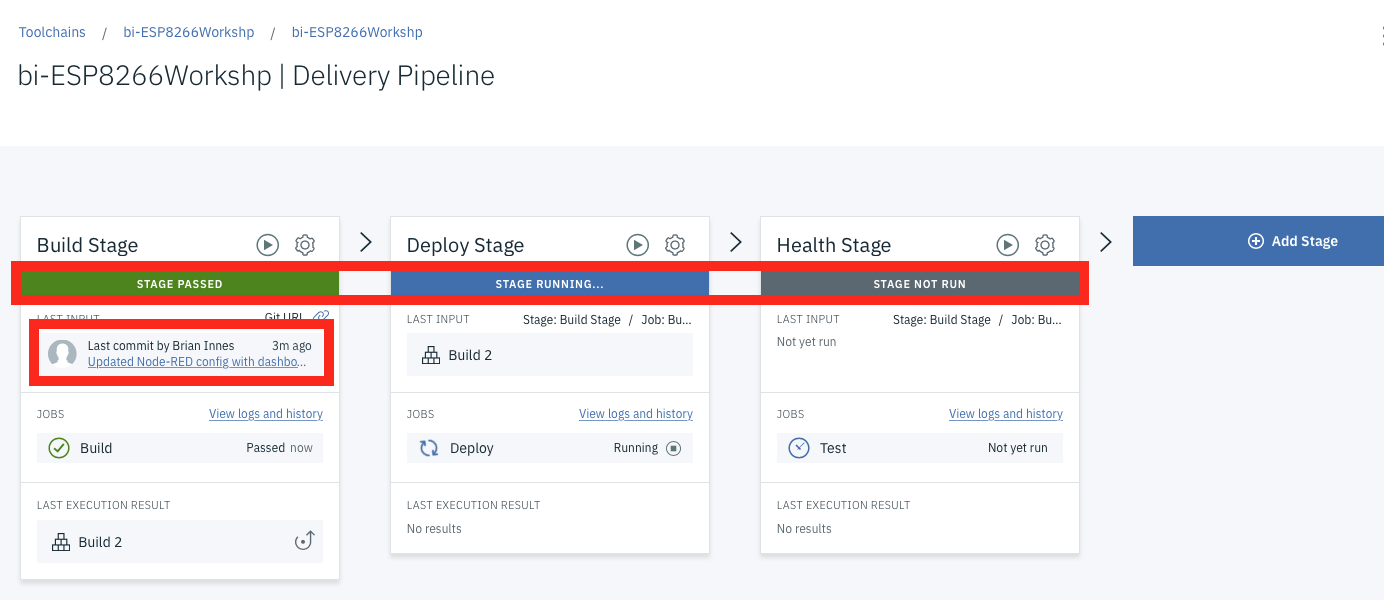 Toolchains / bi-ESP8266Workshp / bi-ESP8266Workshp
bi-ESP8266Workshp | Delivery Pipeline
Build Stage
STAGE PASSED
LAST INPUT Git URL
Last commit by Brian Innes 3m ago
Updated Node-RED config with dashbo...
JOBS View logs and history
Build Passed now
LAST EXECUTION RESULT
Build 2
Deploy Stage
STAGE RUNNING...
LAST INPUT Stage: Build Stage / Job: Bu...
Build 2
JOBS View logs and history
Deploy Running
LAST EXECUTION RESULT
No results
Health Stage
STAGE NOT RUN
LAST INPUT Stage: Build Stage / Job: Bu...
Not yet run
JOBS View logs and history
Test Not yet run
LAST EXECUTION RESULT
No results
Add Stage